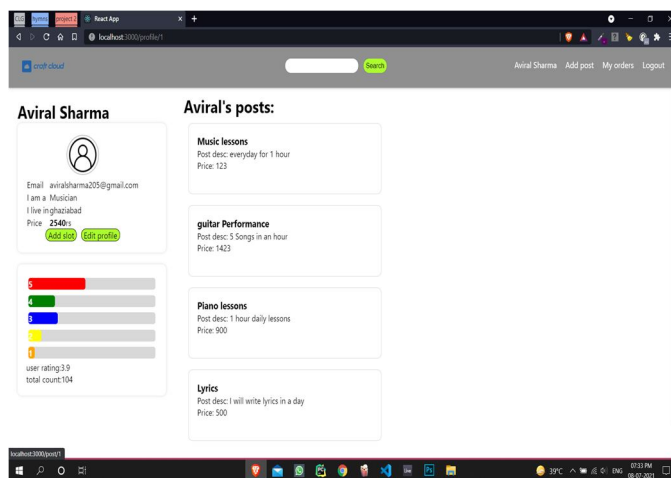 CLG
hymns
project 2
React App
localhost:3000/profile/1
craft cloud
Search
Aviral Sharma
Add post
My orders
Logout
Aviral Sharma
Email aviralsharma205@gmail.com
I am a Musician
I live in ghaziabad
Price 2540rs
Add slot
Edit profile
5
4
3
1
user rating:3.9
total count:104
Aviral's posts:
Music lessons
Post desc: everyday for 1 hour
Price: 123
guitar Performance
Post desc: 5 Songs in an hour
Price: 1423
Piano lessons
Post desc: 1 hour daily lessons
Price: 900
Lyrics
Post desc: I will write lyrics in a day
Price: 500
localhost:3000/post/1
39°C
ENG
07:33 PM
08-07-2021